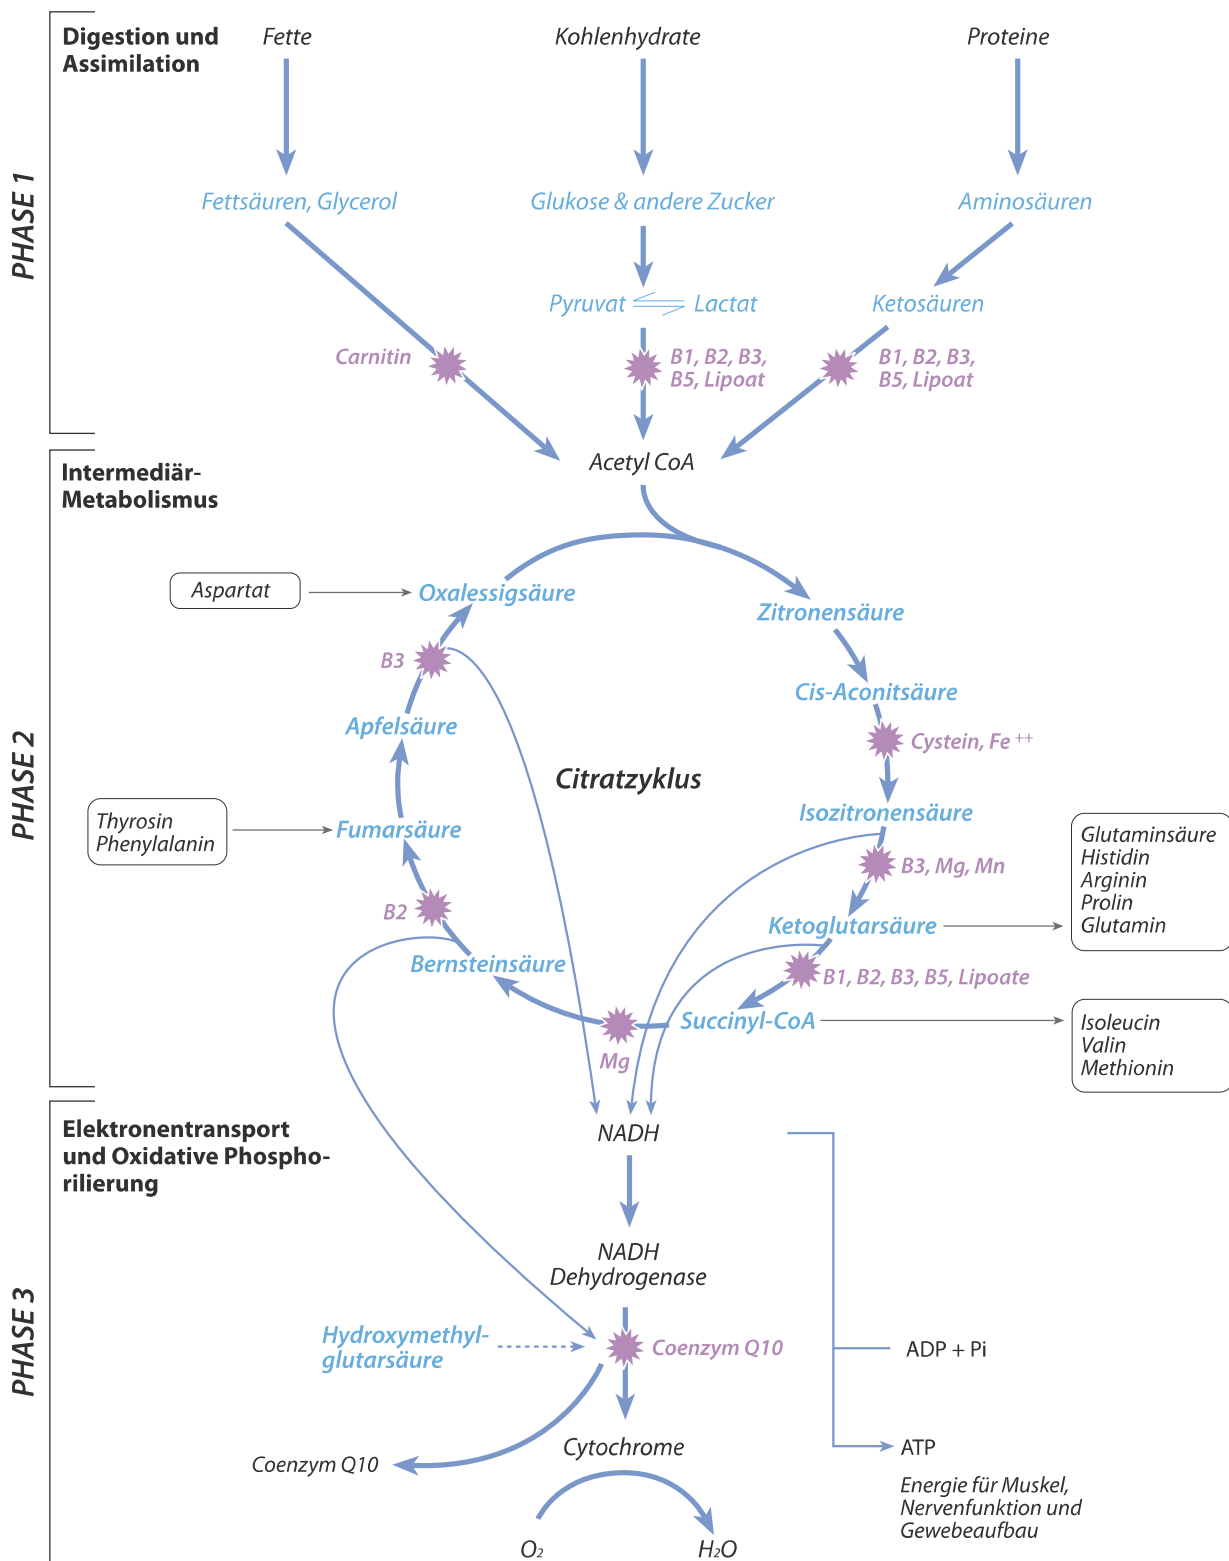 PHASE 1
Digestion und
Assimilation
Fette
Kohlenhydrate
Proteine
Fettsäuren, Glycerol
Glukose & andere Zucker
Aminosäuren
Pyruvat
Lactat
Ketosäuren
Carnitin
B1, B2, B3,
B5, Lipoat
B1, B2, B3,
B5, Lipoat
Acetyl CoA
PHASE 2
Intermediär-
Metabolismus
Aspartat
Oxalessigsäure
Zitronensäure
B3
Cis-Aconitsäure
Apfelsäure
Cystein, Fe ++
Citratzyklus
Isozitronensäure
Thyrosin
Phenylalanin
Fumarsäure
B3, Mg, Mn
Glutaminsäure
Histidin
Arginin
Prolin
Glutamin
B2
Ketoglutarsäure
Bernsteinsäure
B1, B2, B3, B5, Lipoate
Succinyl-CoA
Mg
Isoleucin
Valin
Methionin
PHASE 3
Elektronentransport
und Oxidative Phospho-
rilierung
NADH
NADH
Dehydrogenase
Hydroxymethyl-
glutarsäure
Coenzym Q10
ADP + Pi
Cytochrome
Coenzym Q10
ATP
Energie für Muskel,
Nervenfunktion und
Gewebeaufbau
O2
H2O